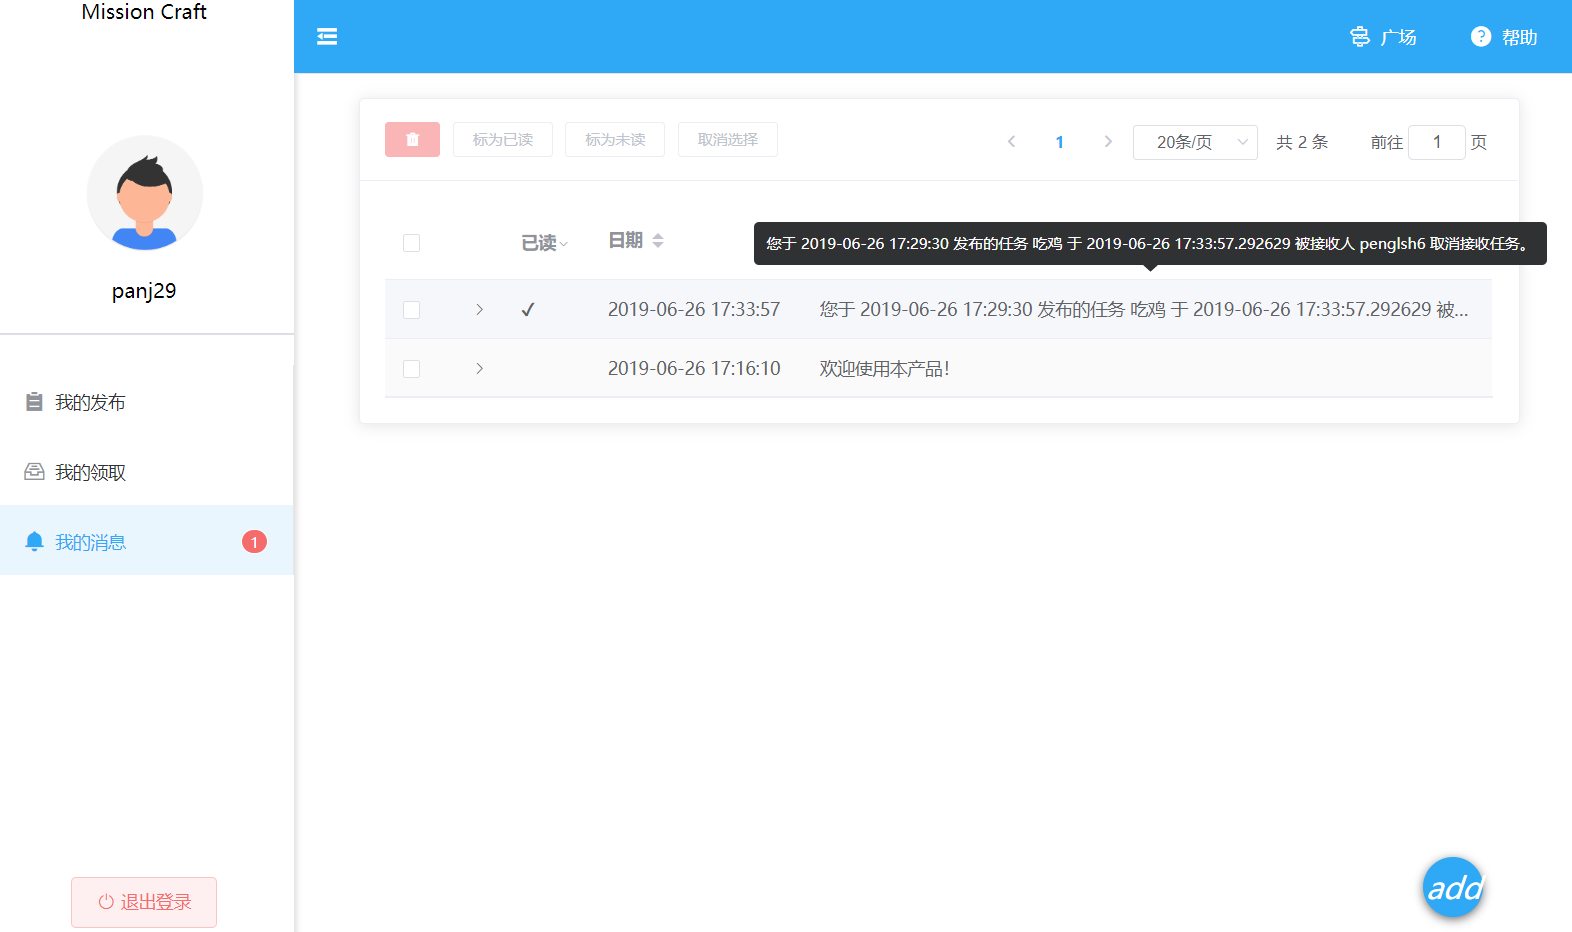 Mission Craft
广场
帮助
panj29
我的发布
我的领取
我的消息
1
退出登录
标为已读
标为未读
取消选择
1
20条/页
共 2 条
前往
1
页
已读
日期
您于 2019-06-26 17:29:30 发布的任务 吃鸡 于 2019-06-26 17:33:57.292629 被接收人 penglsh6 取消接收任务。
2019-06-26 17:33:57
您于 2019-06-26 17:29:30 发布的任务 吃鸡 于 2019-06-26 17:33:57.292629 被...
2019-06-26 17:16:10
欢迎使用本产品！
add